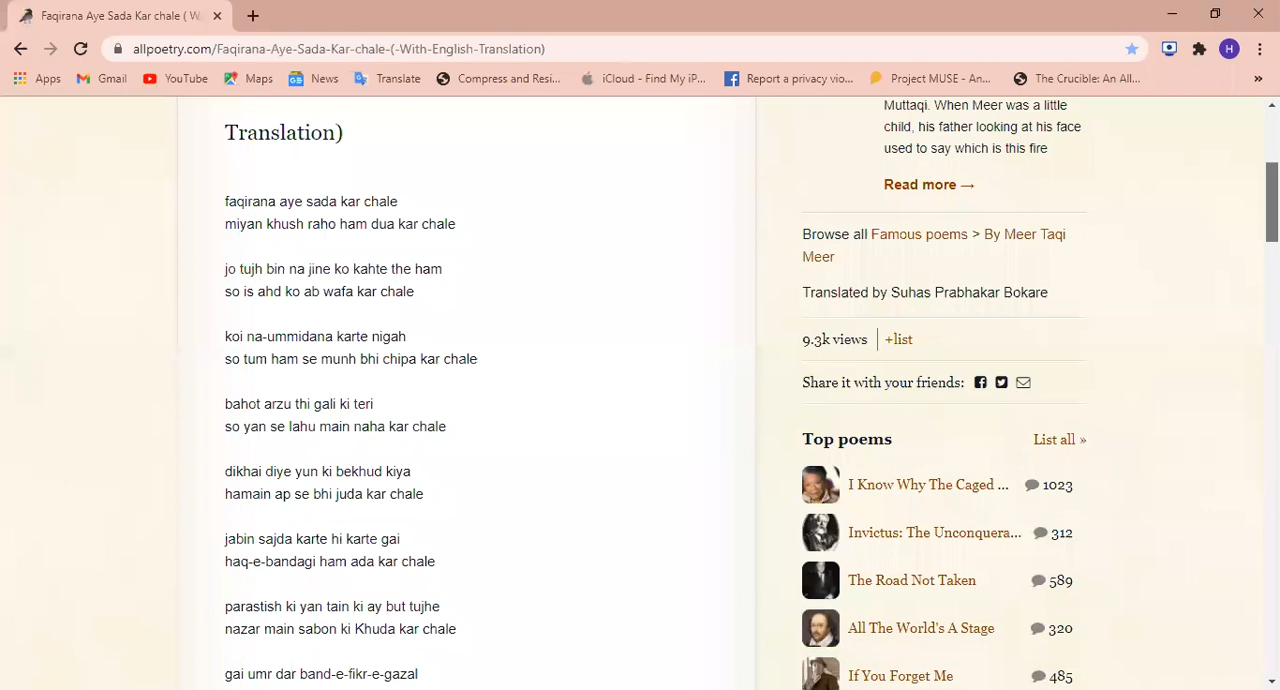 Faqirana Aye Sada Kar chale ( W
allpoetry.com/Faqirana-Aye-Sada-Kar-chale-(-With-English-Translation)
H
Apps
Gmail
YouTube
Maps
News
Translate
Compress and Resi...
iCloud - Find My iP...
Report a privacy vio...
Project MUSE - An...
The Crucible: An All...
»
Translation)
faqirana aye sada kar chale
miyan khush raho ham dua kar chale
jo tujh bin na jine ko kahte the ham
so is ahd ko ab wafa kar chale
koi na-ummidana karte nigah
so tum ham se munh bhi chipa kar chale
bahot arzu thi gali ki teri
so yan se lahu main naha kar chale
dikhai diye yun ki bekhud kiya
hamain ap se bhi juda kar chale
jabin sajda karte hi karte gai
haq-e-bandagi ham ada kar chale
parastish ki yan tain ki ay but tujhe
nazar main sabon ki Khuda kar chale
gai umr dar band-e-fikr-e-gazal
Muttaqi. When Meer was a little
child, his father looking at his face
used to say which is this fire
Read more →
Browse all Famous poems > By Meer Taqi
Meer
Translated by Suhas Prabhakar Bokare
9.3k views +list
Share it with your friends:
Top poems List all »
I Know Why The Caged ... 1023
Invictus: The Unconquera... 312
The Road Not Taken 589
All The World's A Stage 320
If You Forget Me 485